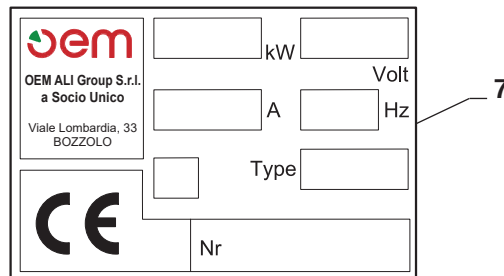 oem
OEM ALI Group S.r.l.
a Socio Unico
Viale Lombardia, 33
BOZZOLO
kW
Volt
A
Hz
Type
CE
Nr
7